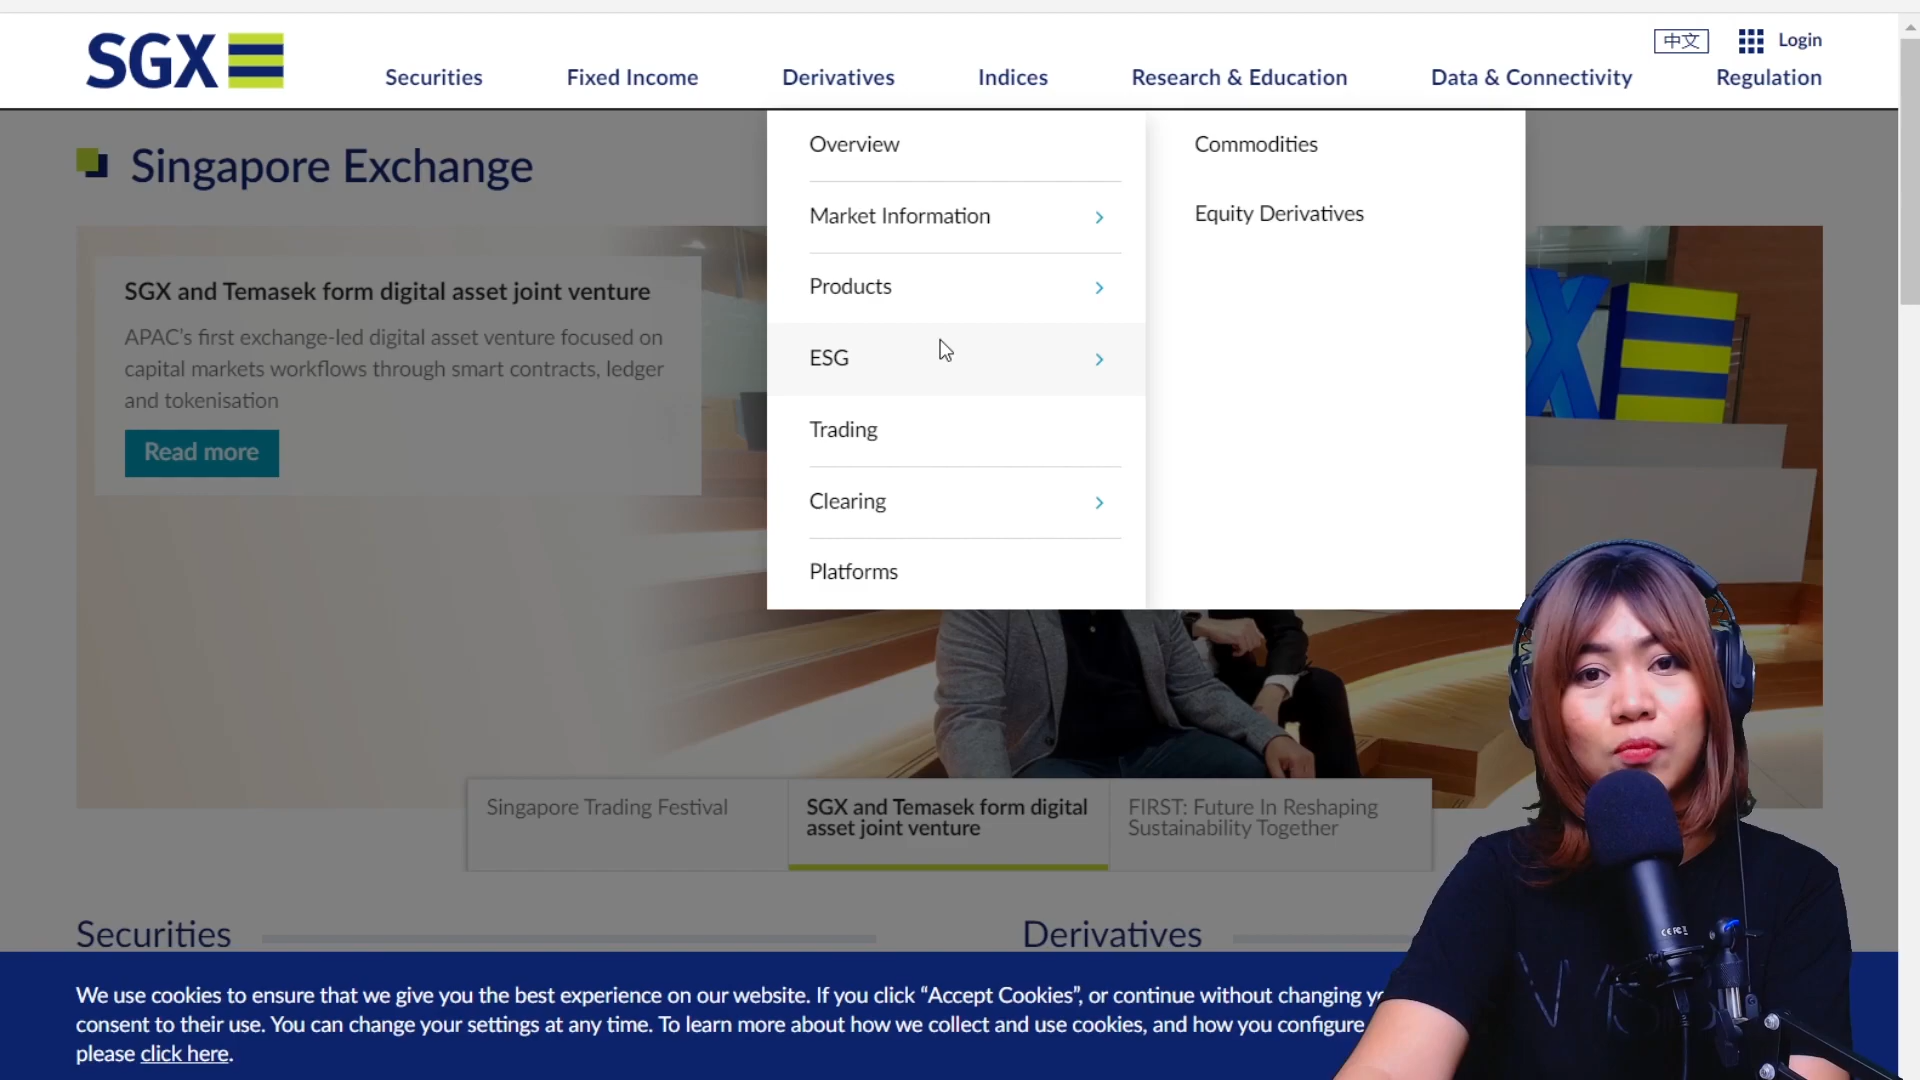 SGX
中文
Login
Securities
Fixed Income
Derivatives
Indices
Research & Education
Data & Connectivity
Regulation
Overview
Market Information
Products
ESG
Trading
Clearing
Platforms
Commodities
Equity Derivatives
Singapore Exchange
SGX and Temasek form digital asset joint venture
APAC's first exchange-led digital asset venture focused on
capital markets workflows through smart contracts, ledger
and tokenisation
Read more
Singapore Trading Festival
SGX and Temasek form digital
asset joint venture
FIRST: Future In Reshaping
Sustainability Together
Securities
Derivatives
We use cookies to ensure that we give you the best experience on our website. If you click “Accept Cookies”, or continue without changing
consent to their use. You can change your settings at any time. To learn more about how we collect and use cookies, and how you configure
please click here.